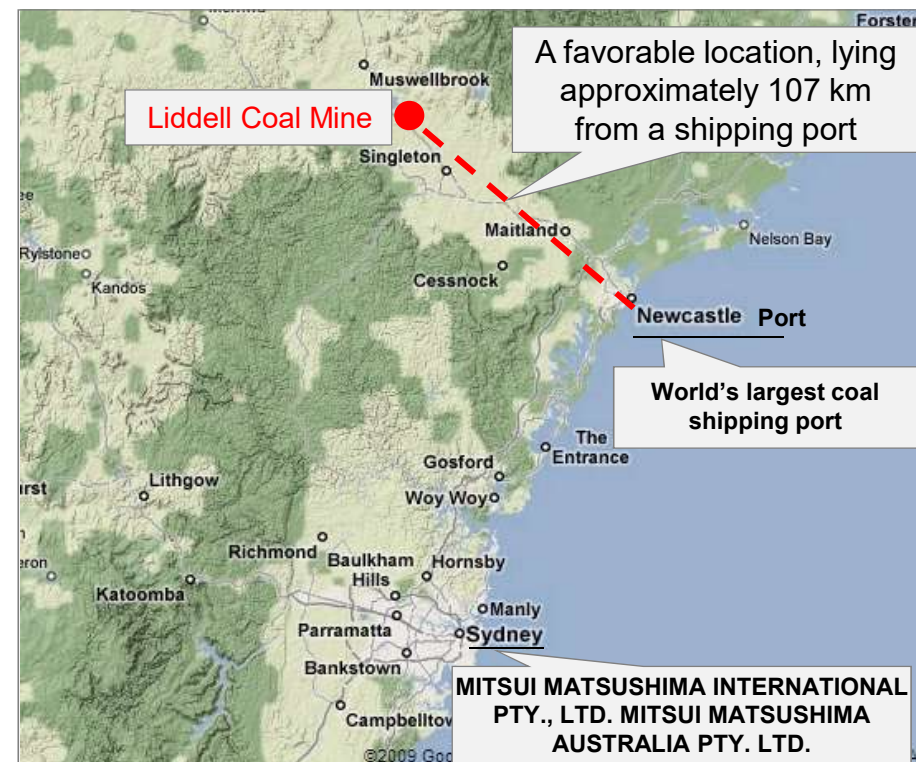 Forster
A favorable location, lying
approximately 107 km
from a shipping port
Muswellbrook
Liddell Coal Mine
Singleton
Maitland
Nelson Bay
Rylstone
Cessnock
Kandos
Newcastle Port
World's largest coal
shipping port
The
Entrance
Gosford
Lithgow
Woy Woy
Richmond
Baulkham
Hills
Hornsby
Katoomba
Manly
Parramatta
Sydney
Bankstown
MITSUI MATSUSHIMA INTERNATIONAL
PTY., LTD. MITSUI MATSUSHIMA
AUSTRALIA PTY. LTD.
Campbelltow
©2009 Goo